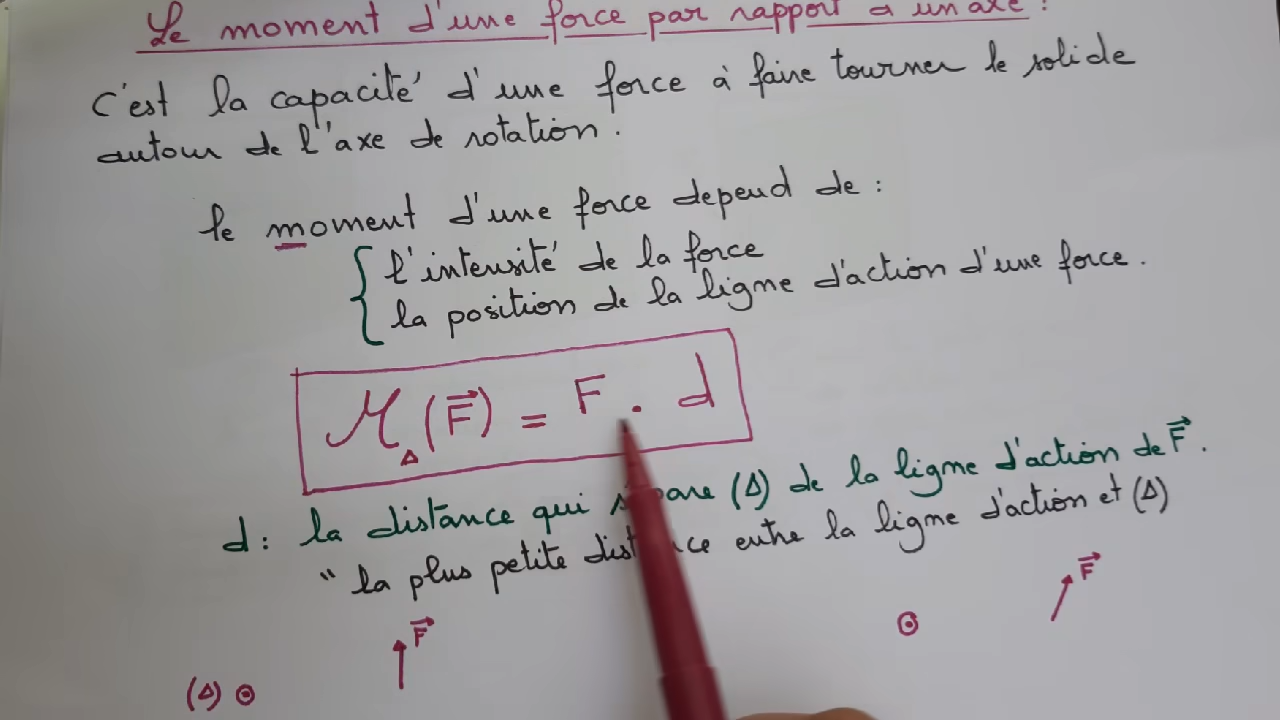 Le moment d'une force par rapport à un axe :
C'est la capacité d'une force à faire tourner le solide
autour de l'axe de rotation.
le moment d'une force depend de :
l'intensité de la force
la position de la ligne d'action d'une force.
M_Δ(F⃗) = F . d
d : la distance qui (Δ) de la ligne d'action de F⃗.
" la plus petite entre la ligne d'action et (Δ)
F⃗
F⃗
(Δ)